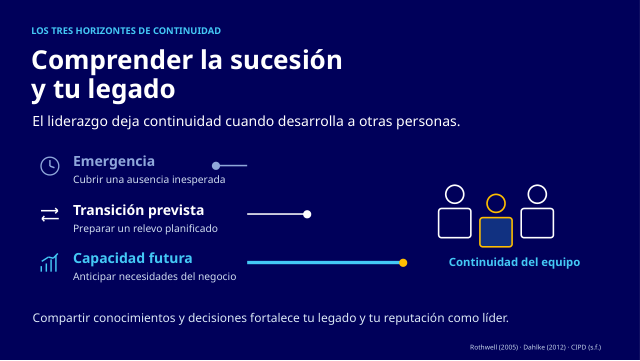 LOS TRES HORIZONTES DE CONTINUIDAD
Comprender la sucesión
y tu legado
El liderazgo deja continuidad cuando desarrolla a otras personas.
Emergencia
Cubrir una ausencia inesperada
Transición prevista
Preparar un relevo planificado
Capacidad futura
Anticipar necesidades del negocio
Continuidad del equipo
Compartir conocimientos y decisiones fortalece tu legado y tu reputación como líder.
Rothwell (2005) · Dahlke (2012) · CIPD (s.f.)